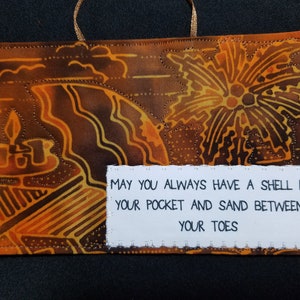 MAY YOU ALWAYS HAVE A SHELL
YOUR POCKET AND SAND BETWEEN
YOUR TOES